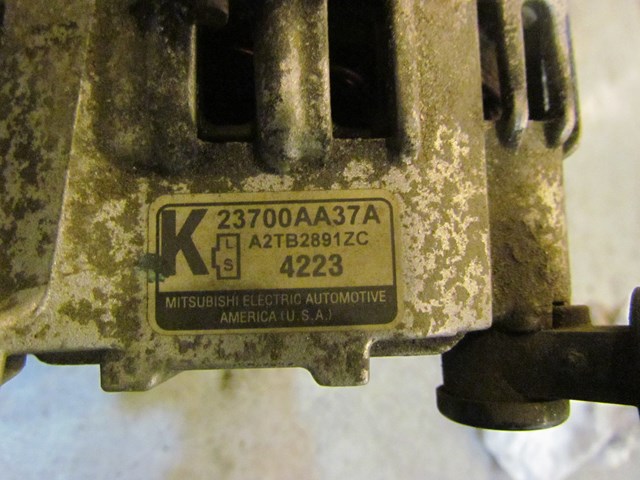 K 23700AA37A
L A2TB2891ZC
S 4223
MITSUBISHI ELECTRIC AUTOMOTIVE
AMERICA (U.S.A.)